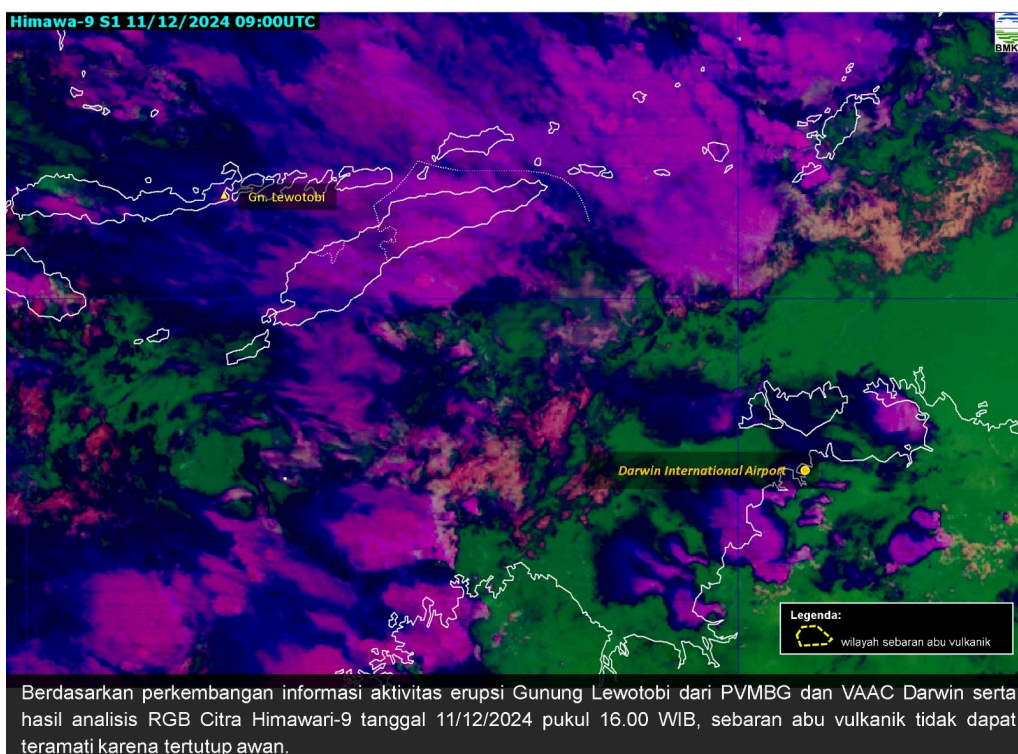 Himawa-9 S1 11/12/2024 09:00UTC
BMK
Gn. Lewotobi
Darwin International Airport
Legenda:
wilayah sebaran abu vulkanik
Berdasarkan perkembangan informasi aktivitas erupsi Gunung Lewotobi dari PVMBG dan VAAC Darwin serta
hasil analisis RGB Citra Himawari-9 tanggal 11/12/2024 pukul 16.00 WIB, sebaran abu vulkanik tidak dapat
teramati karena tertutup awan.